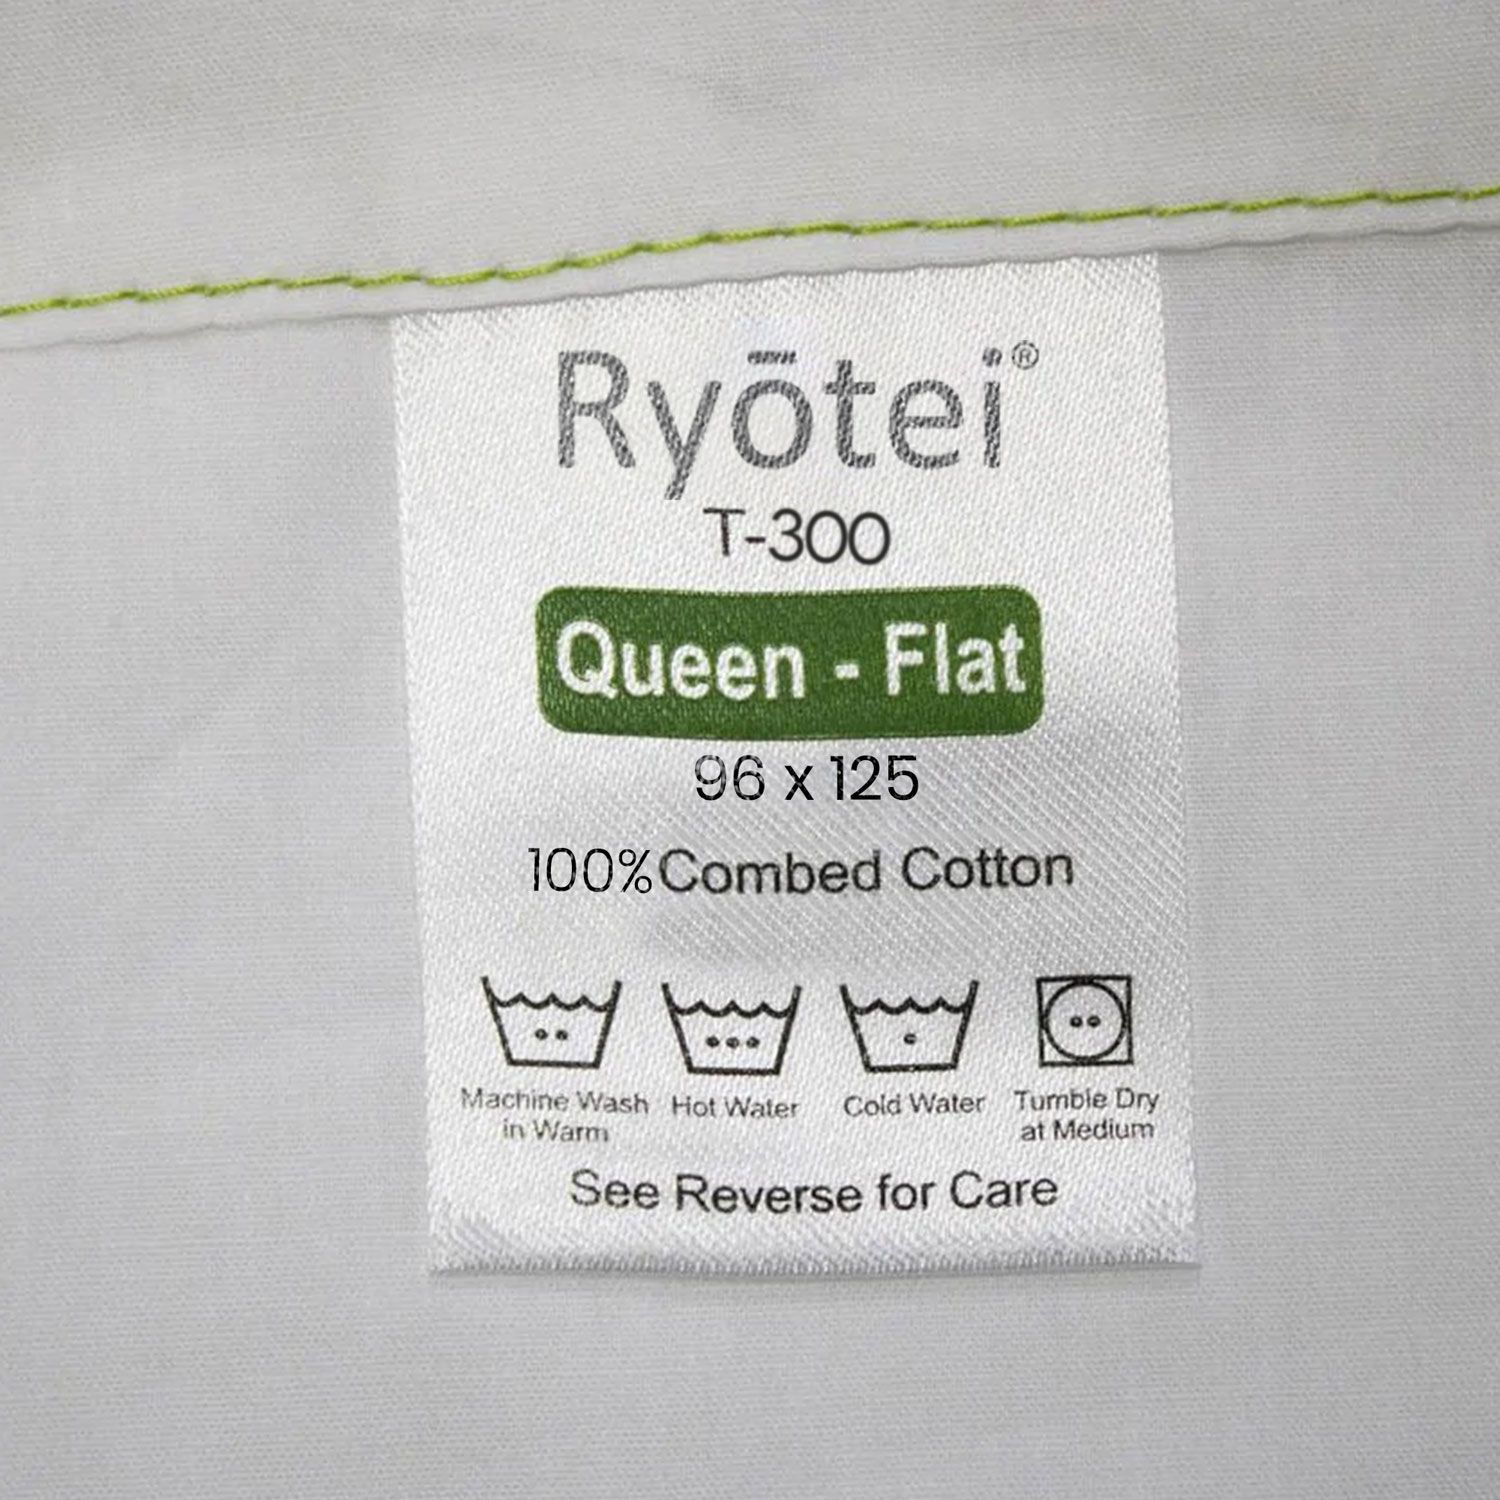 Ryōtei®
T-300
Queen - Flat
96 x 125
100%Combed Cotton
Machine Wash in Warm
Hot Water
Cold Water
Tumble Dry at Medium
See Reverse for Care